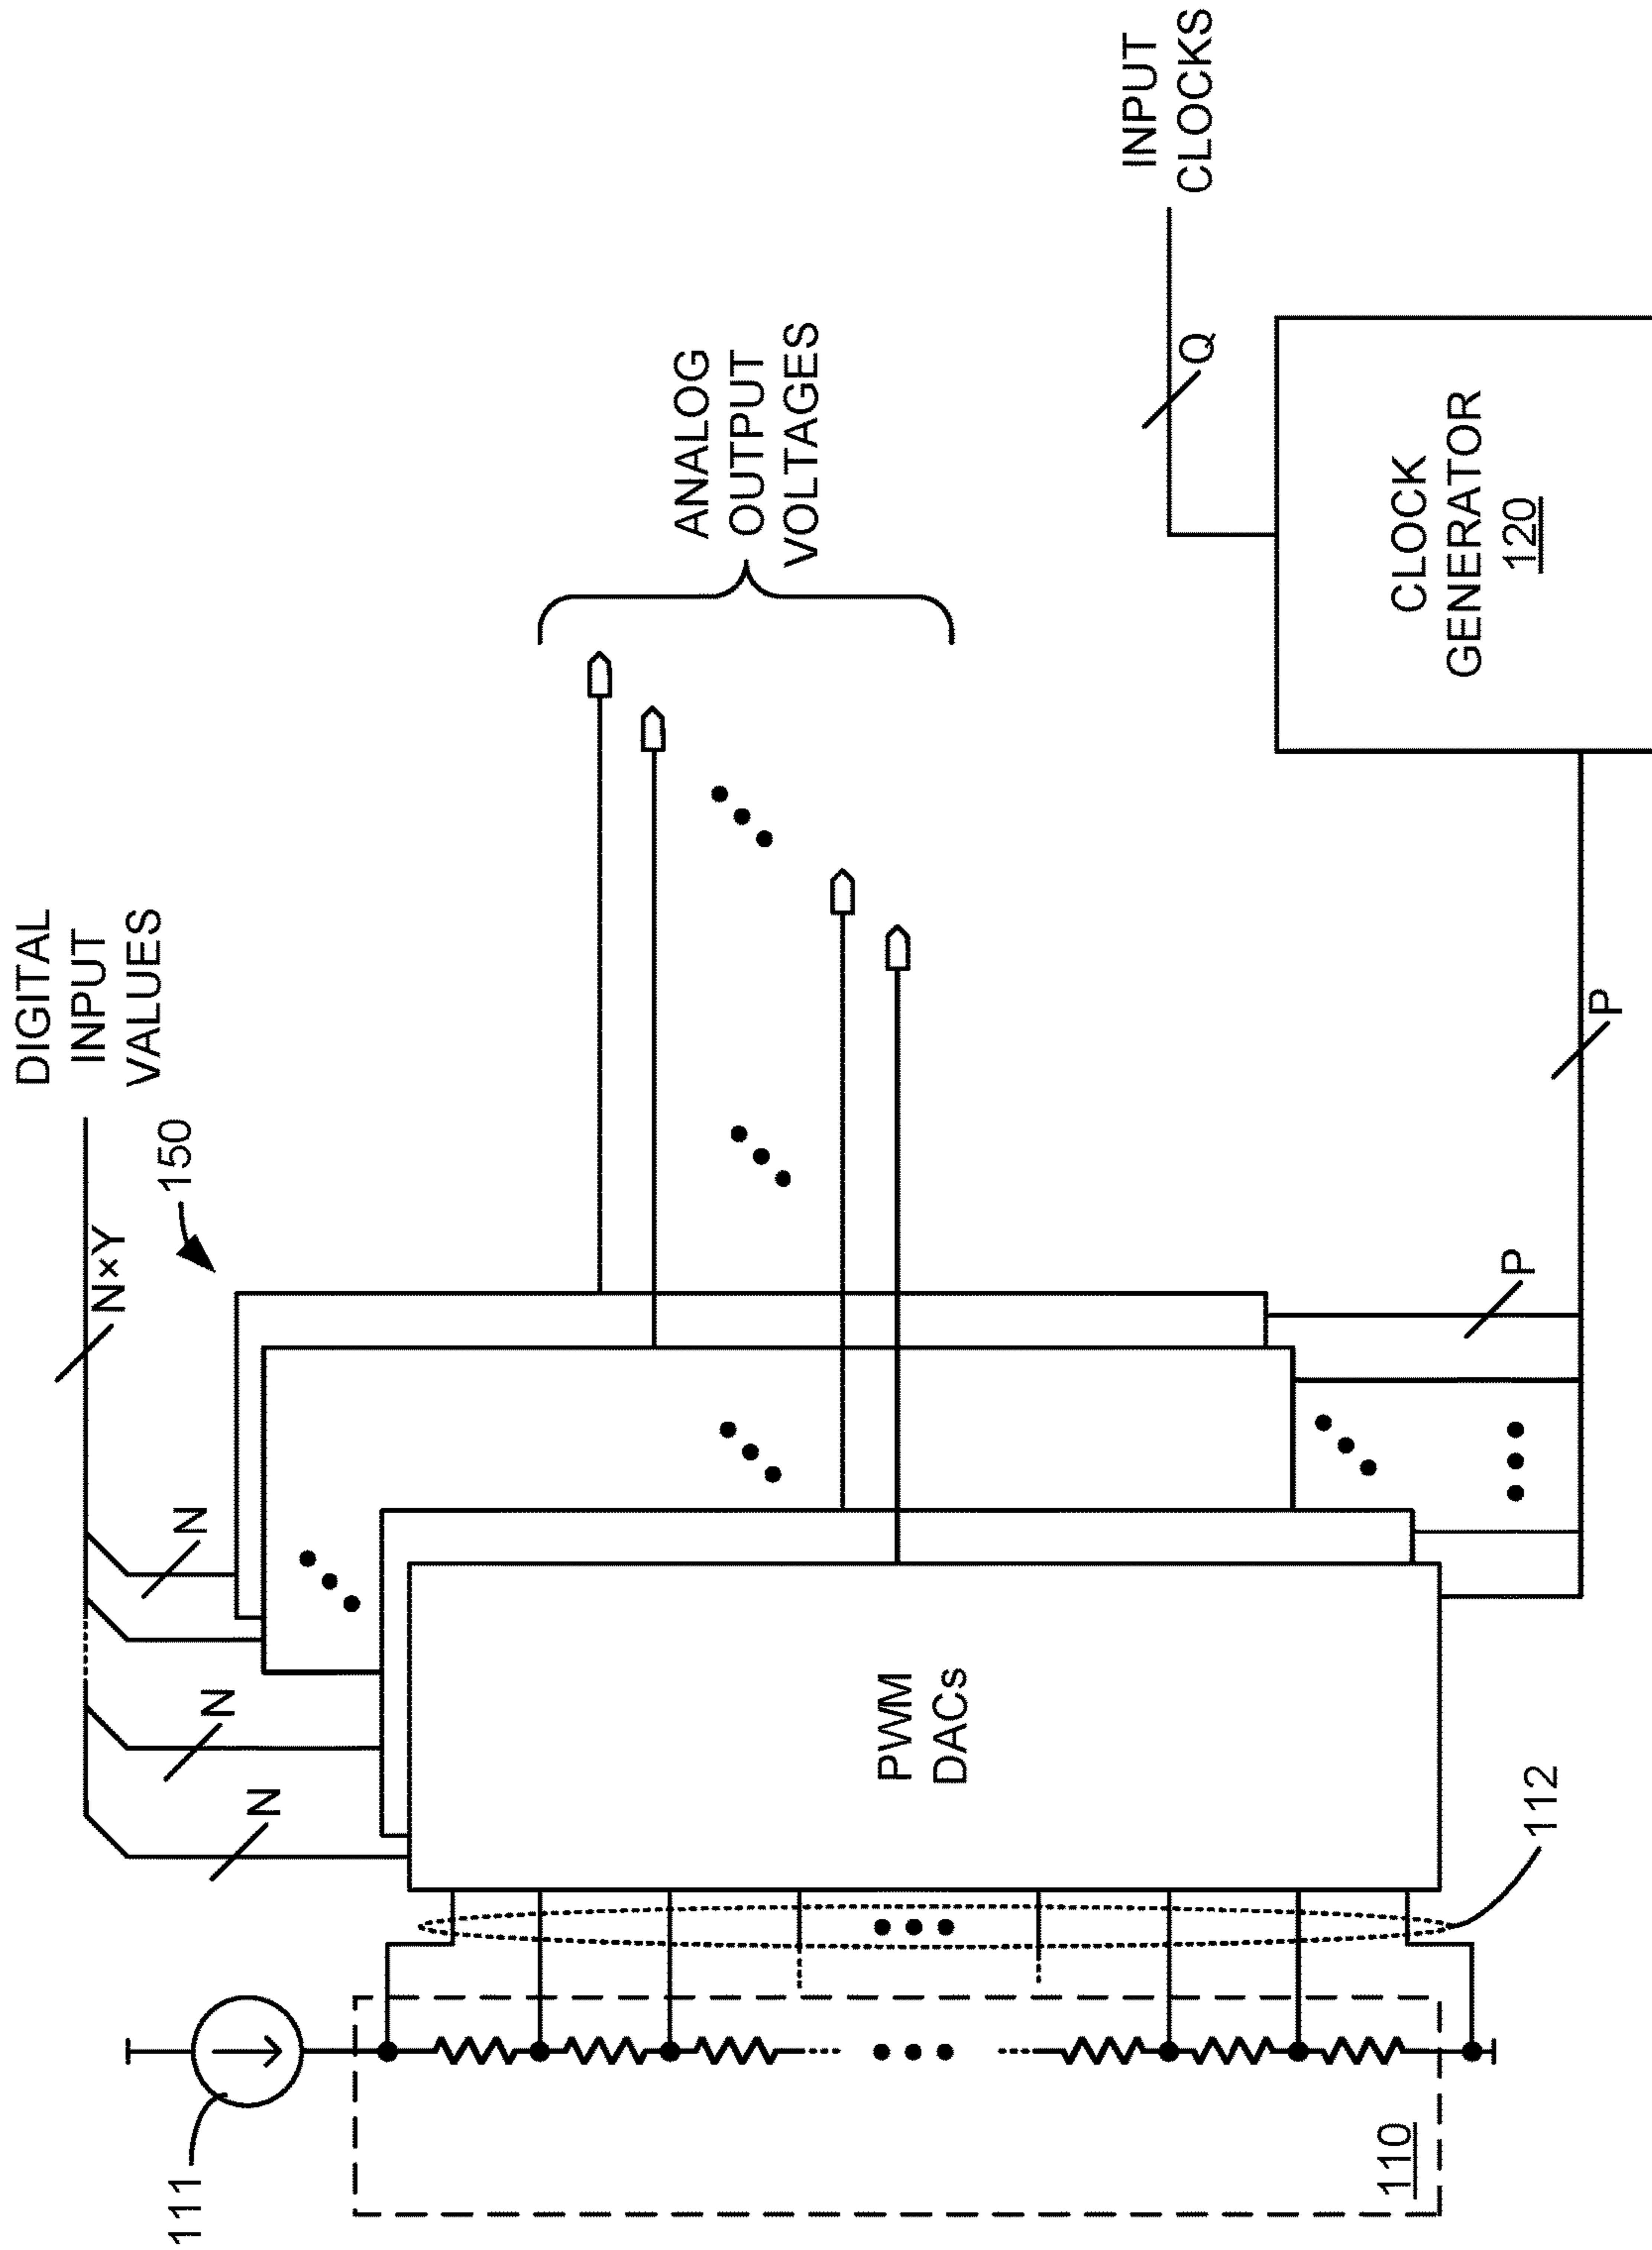 DIGITAL
INPUT
VALUES
N×Y
150
N
N
N
ANALOG
OUTPUT
VOLTAGES
INPUT
CLOCKS
Q
CLOCK
GENERATOR
120
P
P
PWM
DACs
112
111
110